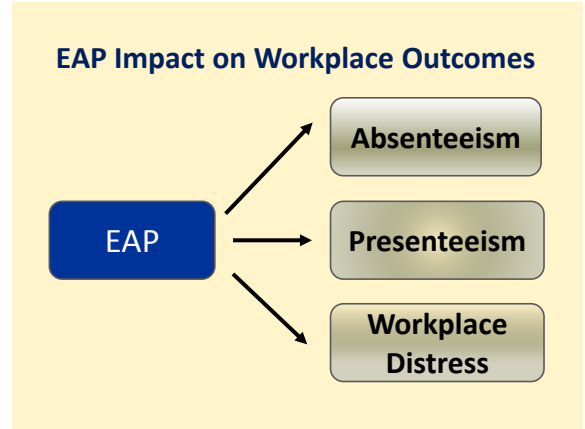 EAP Impact on Workplace Outcomes
Absenteeism
EAP
Presenteeism
Workplace
Distress